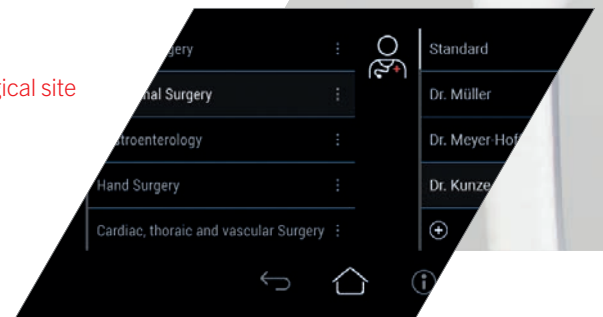 gical site
gery
nal Surgery
stroenterology
Hand Surgery
Cardiac, thoraic and vascular Surgery
Standard
Dr. Müller
Dr. Meyer-Hof
Dr. Kunze